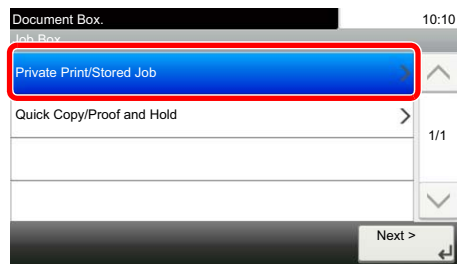 Document Box.
10:10
Job Box
Private Print/Stored Job
Quick Copy/Proof and Hold
1/1
Next >